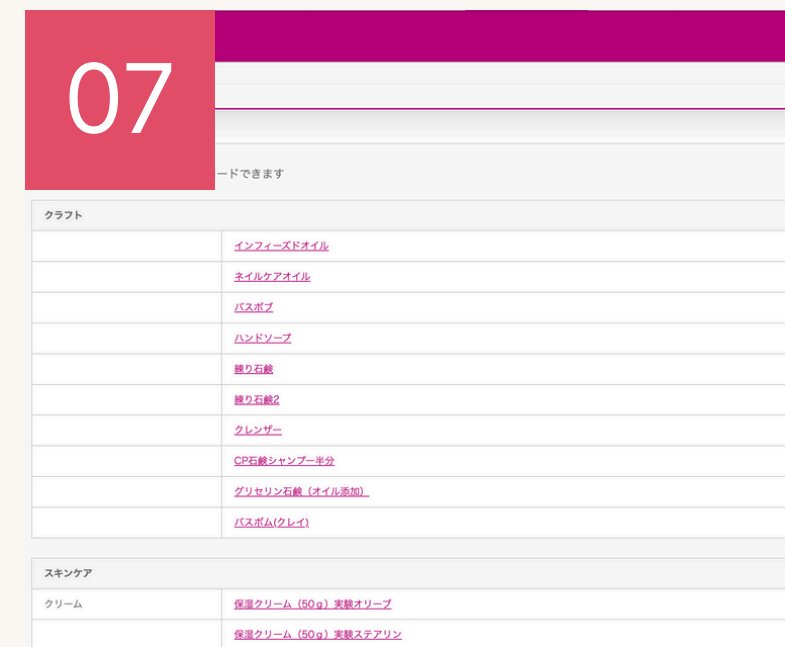 07
ードできます
クラフト
インフィーズドオイル
ネイルケアオイル
バスボブ
ハンドソープ
練り石鹸
練り石鹸2
クレンザー
CP石鹸シャンプー半分
グリセリン石鹸（オイル添加）
バスボム(クレイ)
スキンケア
クリーム 保湿クリーム（50g）実験オリーブ
保湿クリーム（50g）実験ステアリン